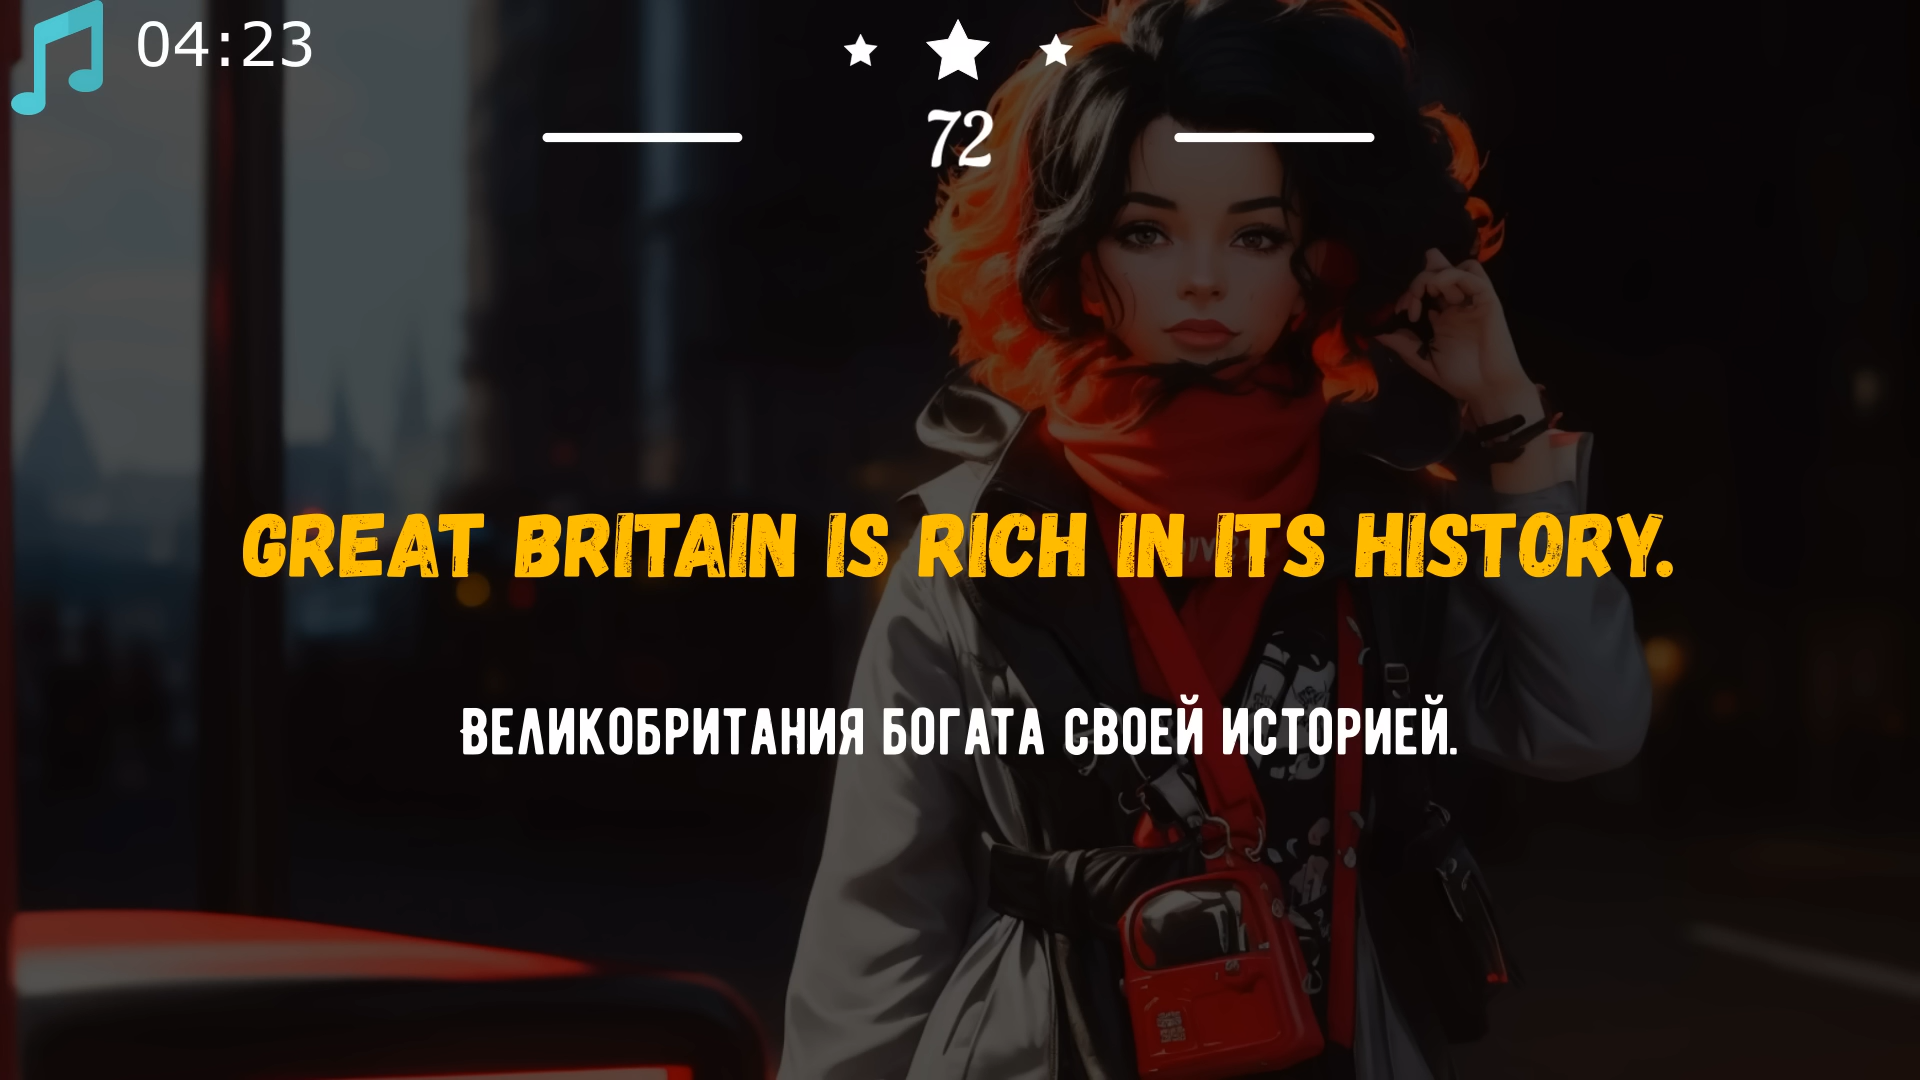 04:23
72
GREAT BRITAIN IS RICH IN ITS HISTORY.
ВЕЛИКОБРИТАНИЯ БОГАТА СВОЕЙ ИСТОРИЕЙ.